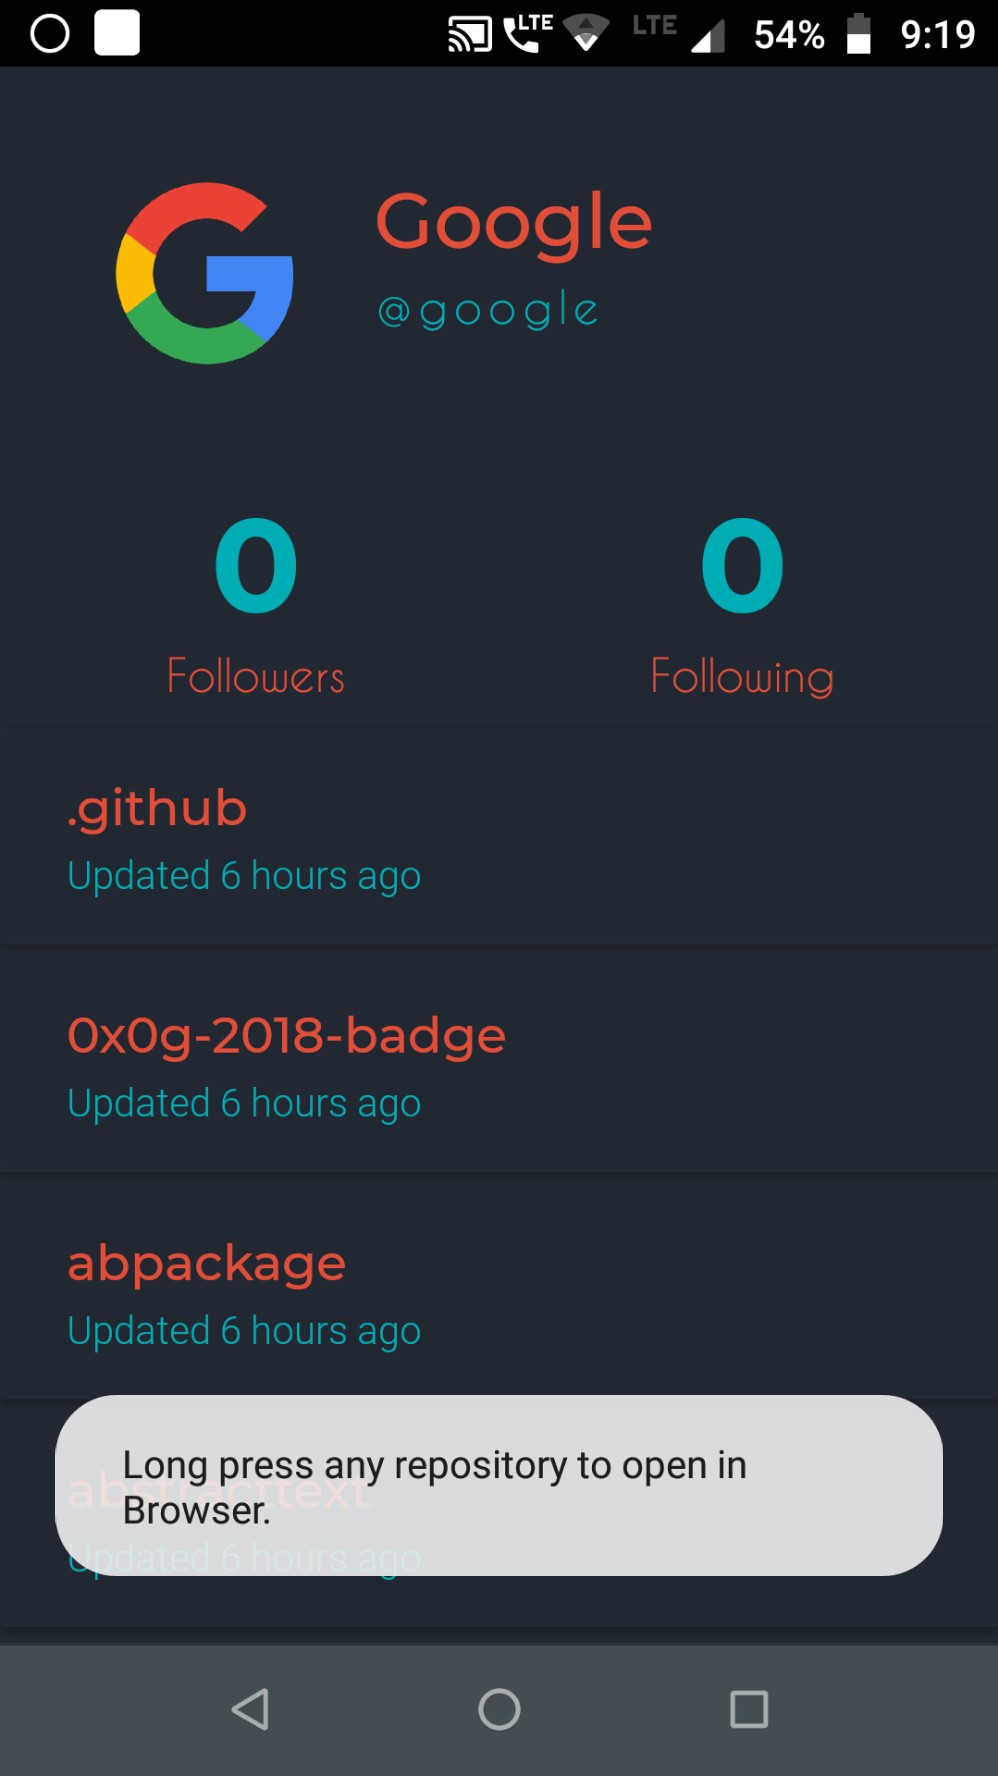 LTE LTE 54% 9:19
Google
@google
0 0
Followers Following
.github
Updated 6 hours ago
0x0g-2018-badge
Updated 6 hours ago
abpackage
Updated 6 hours ago
Long press any repository to open in
abstracttext
Browser.
Updated 6 hours ago